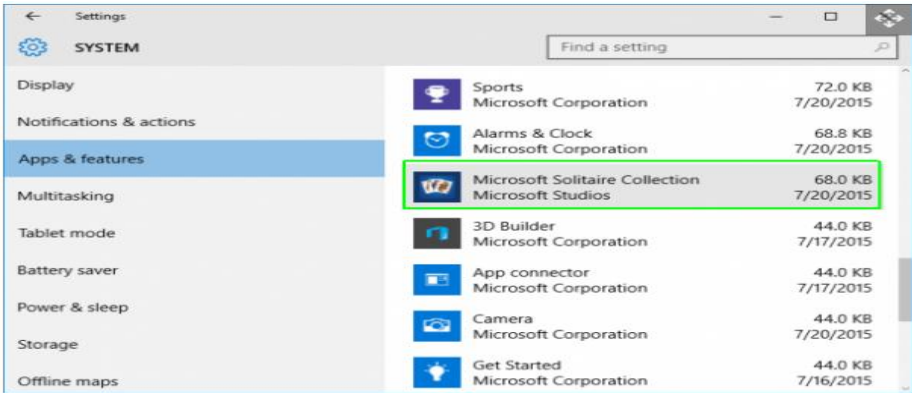 Settings
SYSTEM
Find a setting
Display
Notifications & actions
Apps & features
Multitasking
Tablet mode
Battery saver
Power & sleep
Storage
Offline maps
Sports 72.0 KB
Microsoft Corporation 7/20/2015
Alarms & Clock 68.8 KB
Microsoft Corporation 7/20/2015
Microsoft Solitaire Collection 68.0 KB
Microsoft Studios 7/20/2015
3D Builder 44.0 KB
Microsoft Corporation 7/17/2015
App connector 44.0 KB
Microsoft Corporation 7/17/2015
Camera 44.0 KB
Microsoft Corporation 7/20/2015
Get Started 44.0 KB
Microsoft Corporation 7/16/2015